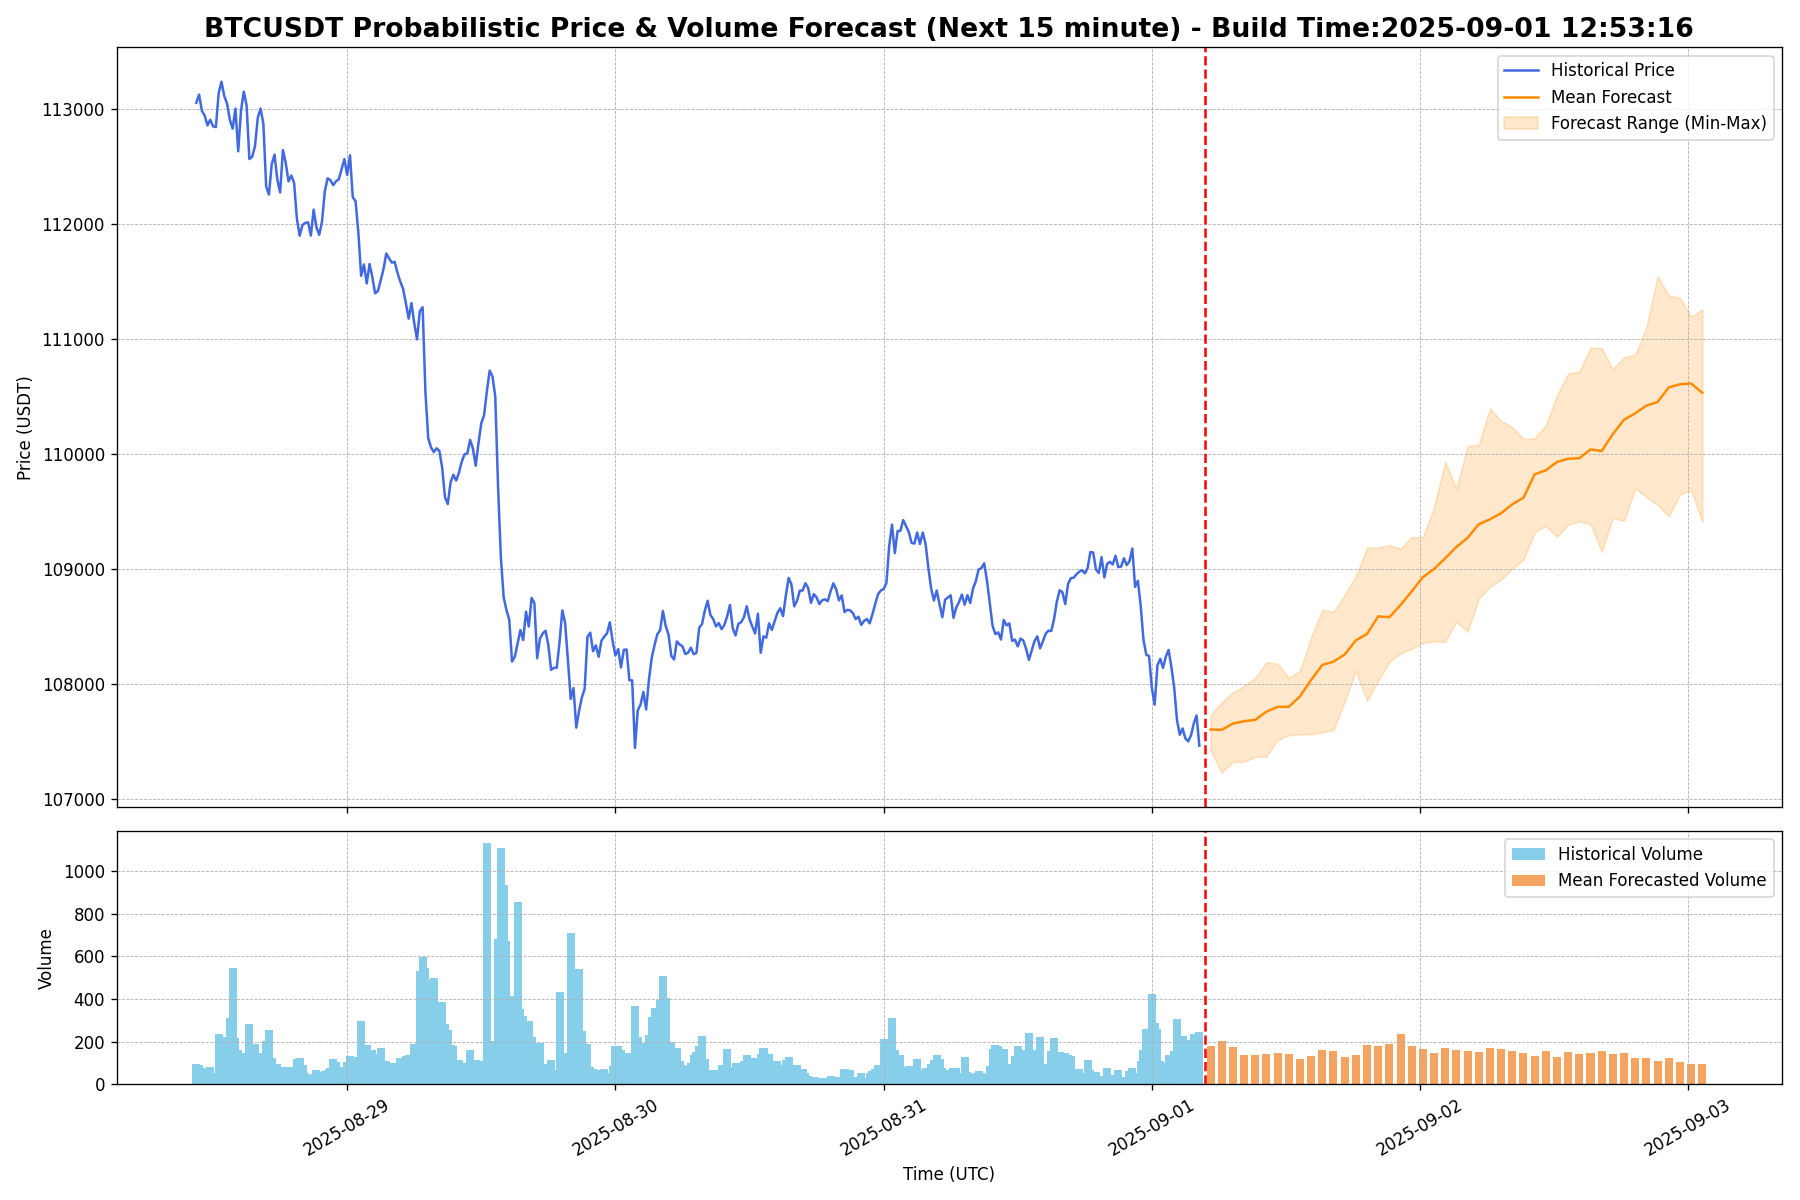 BTCUSDT Probabilistic Price & Volume Forecast (Next 15 minute) - Build Time:2025-09-01 12:53:16
Historical Price
Mean Forecast
Forecast Range (Min-Max)
113000
112000
111000
110000
109000
108000
107000
Price (USDT)
Historical Volume
Mean Forecasted Volume
1000
800
600
400
200
0
Volume
2025-08-29
2025-08-30
2025-08-31
2025-09-01
2025-09-02
2025-09-03
Time (UTC)